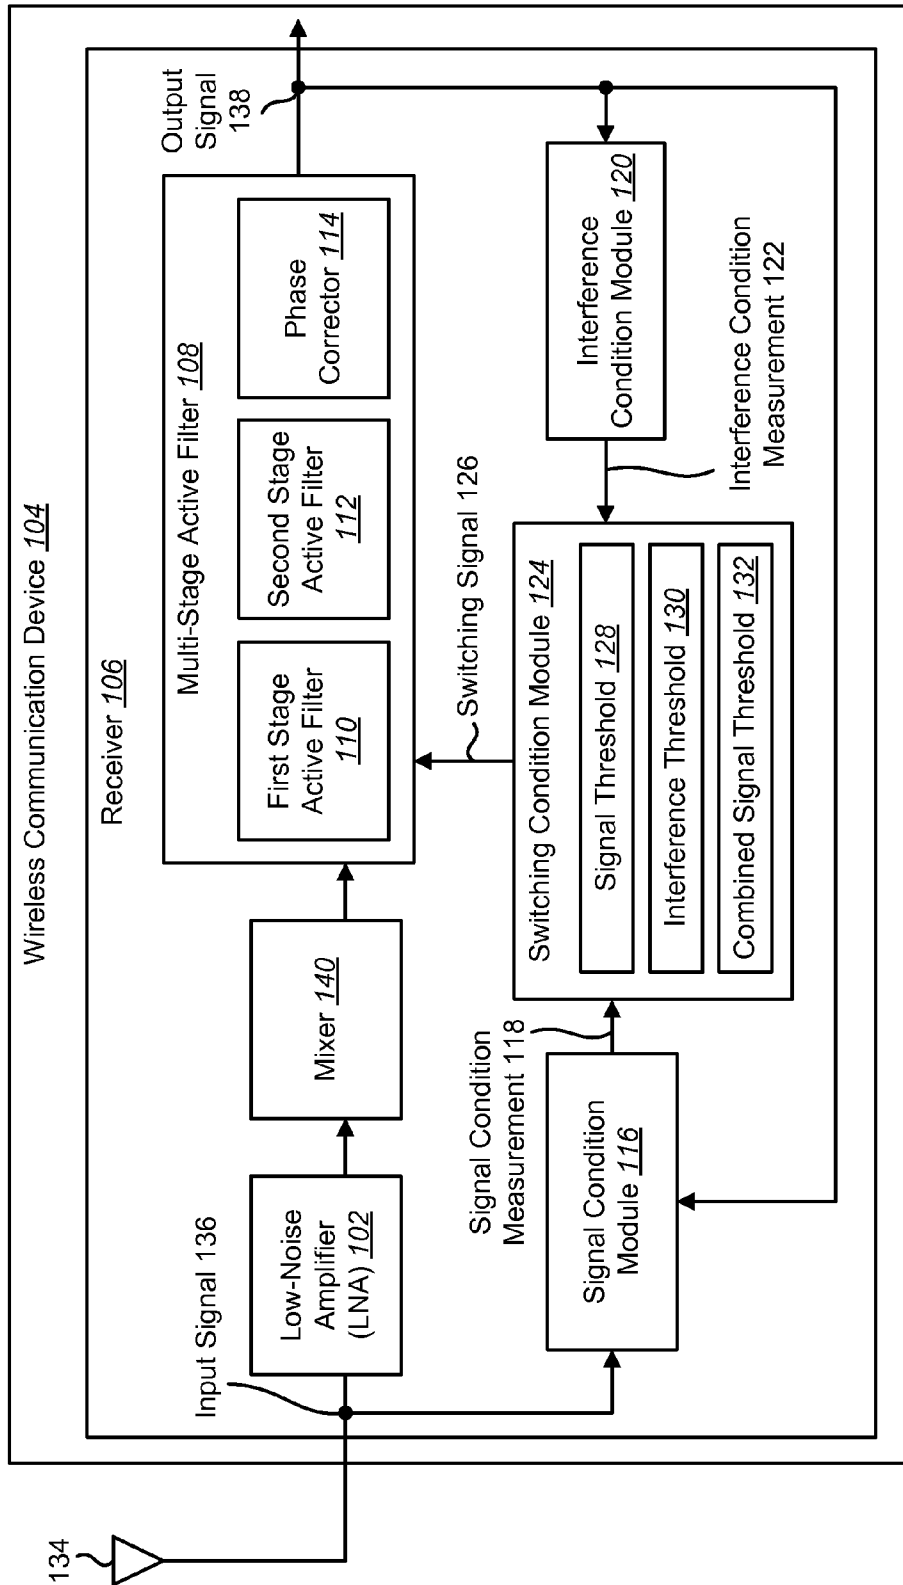 Wireless Communication Device 104
Receiver 106
134
Input Signal 136
Low-Noise
Amplifier
(LNA) 102
Mixer 140
Multi-Stage Active Filter 108
First Stage
Active Filter
110
Second Stage
Active Filter
112
Phase
Corrector 114
Output
Signal
138
Switching Signal 126
Signal Condition
Measurement 118
Signal Condition
Module 116
Switching Condition Module 124
Signal Threshold 128
Interference Threshold 130
Combined Signal Threshold 132
Interference
Condition Module 120
Interference Condition
Measurement 122